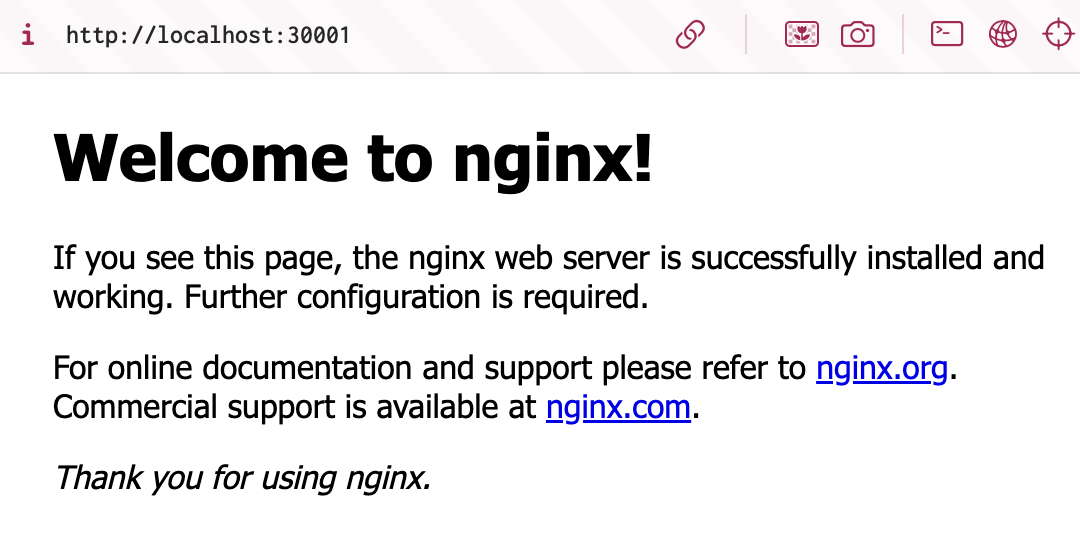 http://localhost:30001
Welcome to nginx!
If you see this page, the nginx web server is successfully installed and
working. Further configuration is required.
For online documentation and support please refer to nginx.org.
Commercial support is available at nginx.com.
Thank you for using nginx.